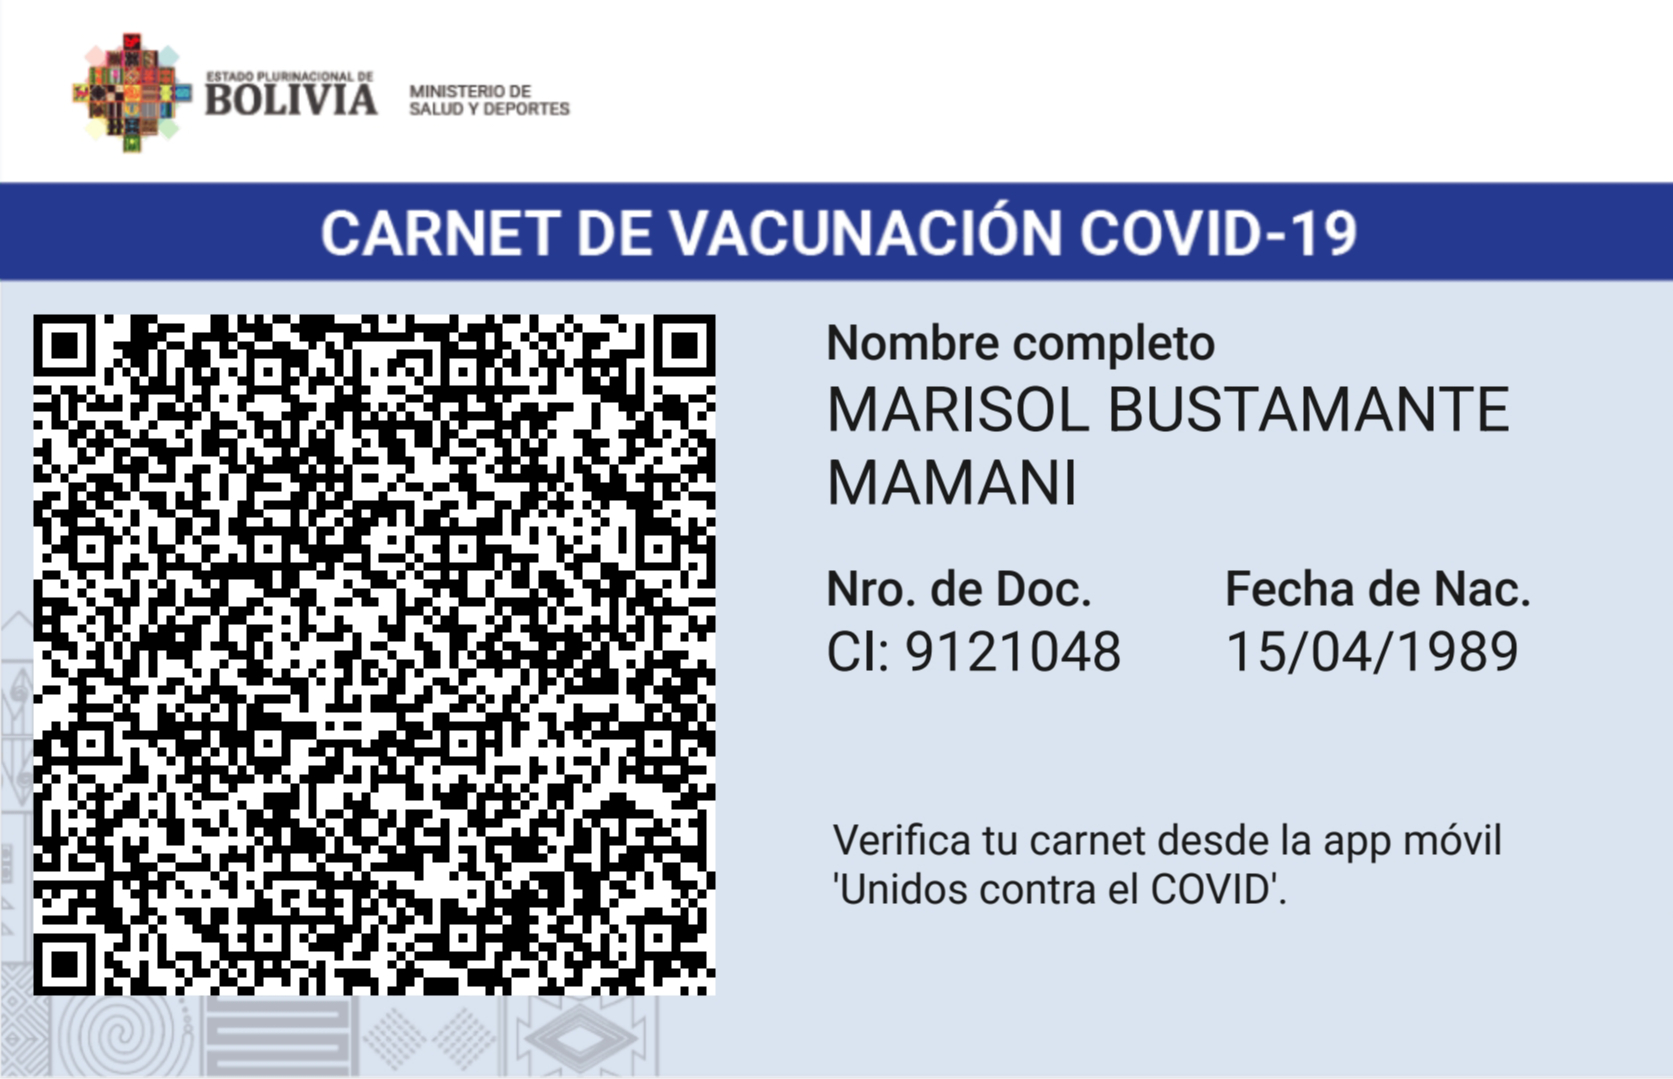 ESTADO PLURINACIONAL DE
BOLIVIA
MINISTERIO DE
SALUD Y DEPORTES
CARNET DE VACUNACIÓN COVID-19
Nombre completo
MARISOL BUSTAMANTE
MAMANI
Nro. de Doc. Fecha de Nac.
CI: 9121048 15/04/1989
Verifica tu carnet desde la app móvil
'Unidos contra el COVID'.